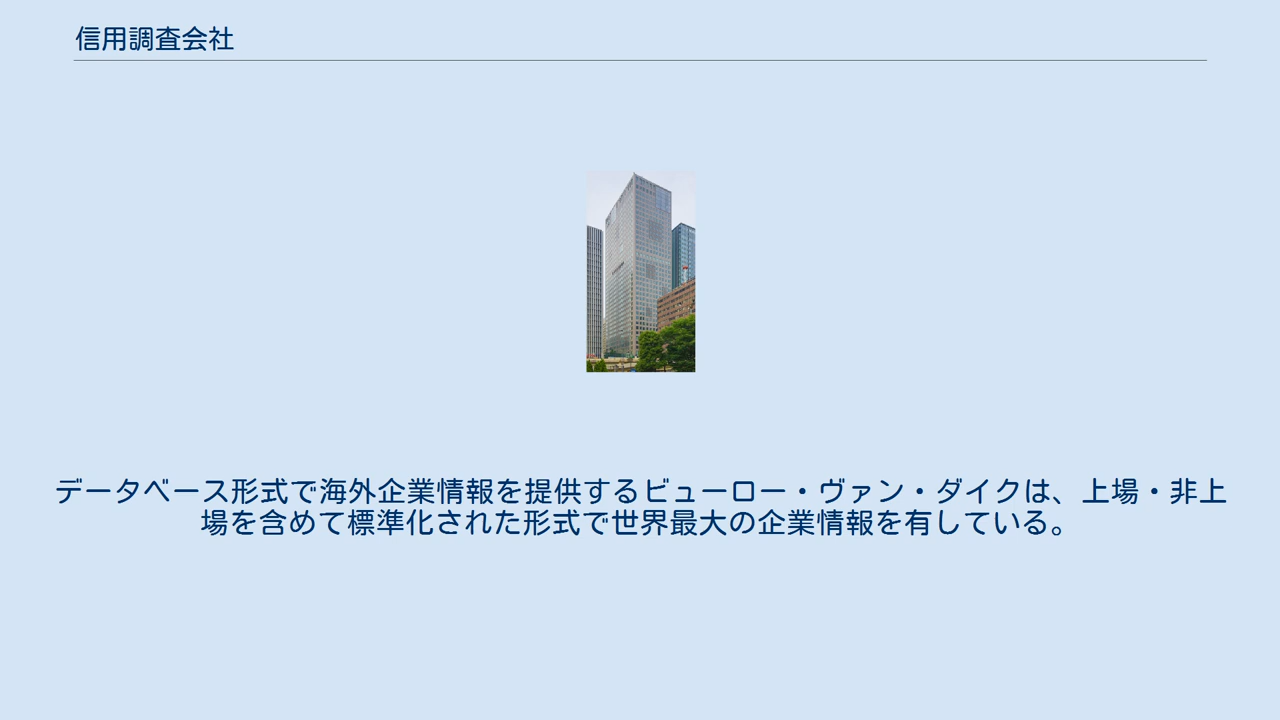 信用調査会社
データベース形式で海外企業情報を提供するビューロー・ヴァン・ダイクは、上場・非上
場を含めて標準化された形式で世界最大の企業情報を有している。